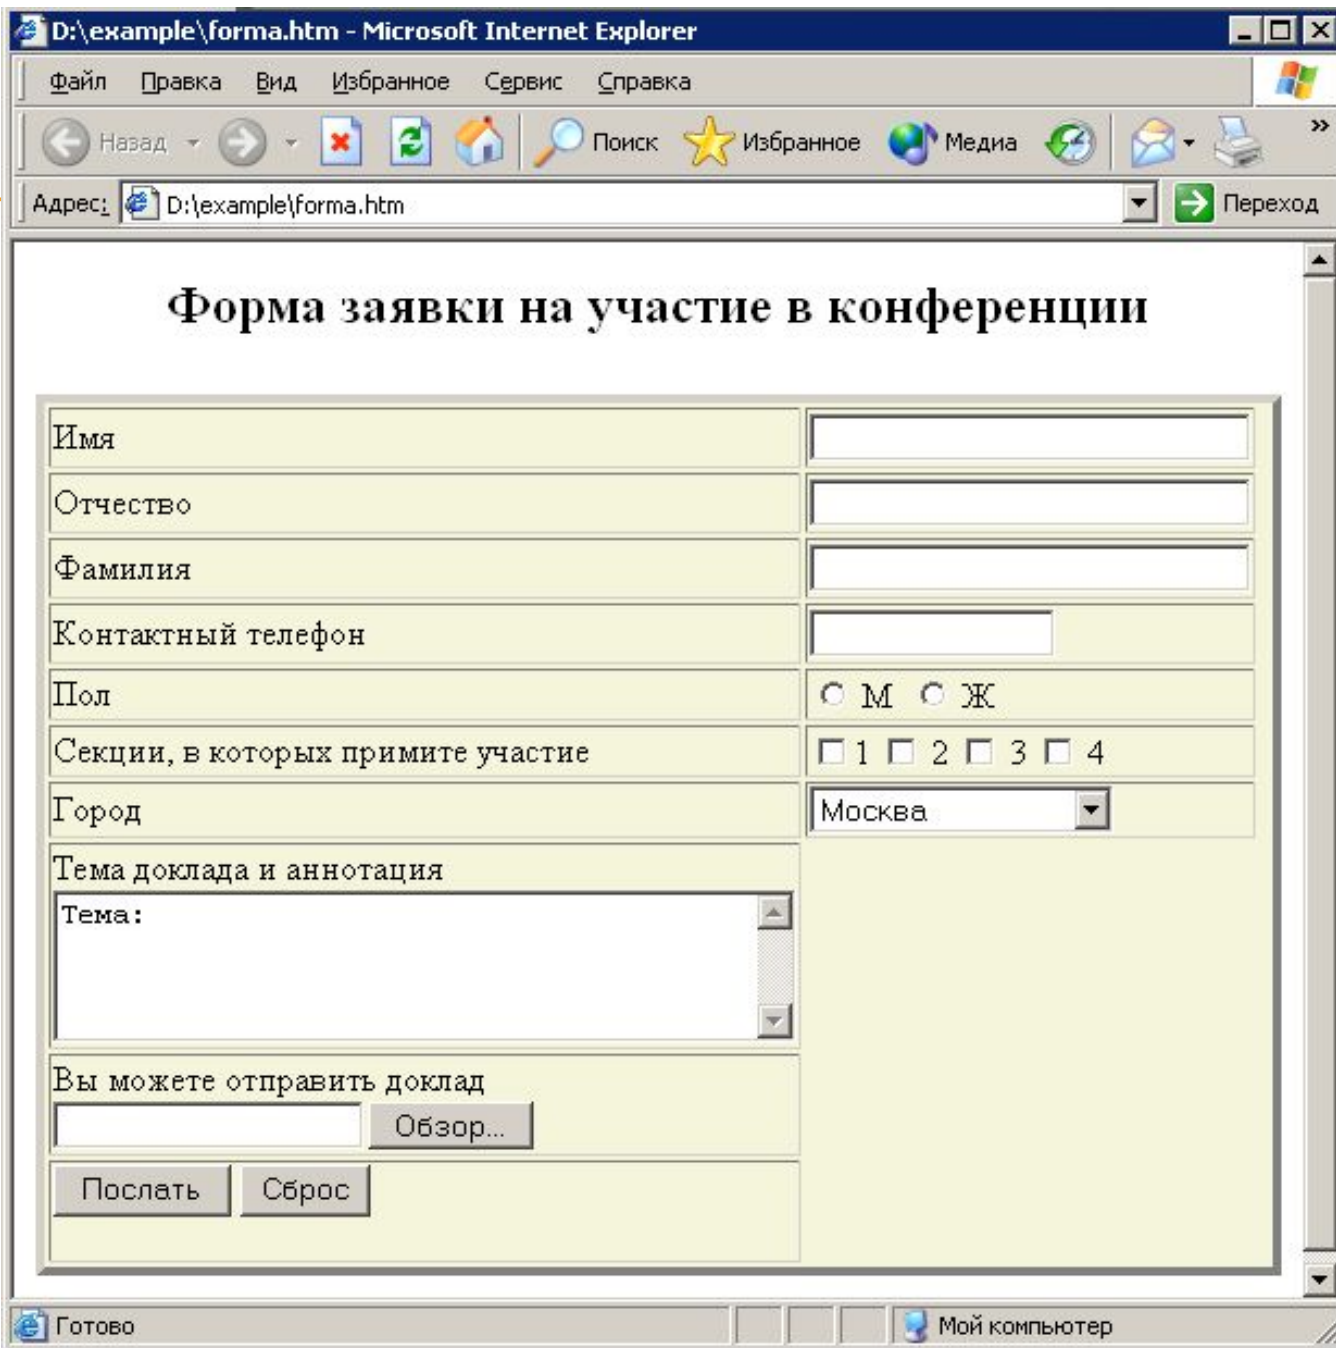 D:\example\forma.htm - Microsoft Internet Explorer
Файл Правка Вид Избранное Сервис Справка
Назад Поиск Избранное Медиа »
Адрес: D:\example\forma.htm Переход
Форма заявки на участие в конференции
Имя
Отчество
Фамилия
Контактный телефон
Пол М Ж
Секции, в которых примите участие 1 2 3 4
Город Москва
Тема доклада и аннотация
Тема:
Вы можете отправить доклад
Обзор...
Послать Сброс
Готово Мой компьютер